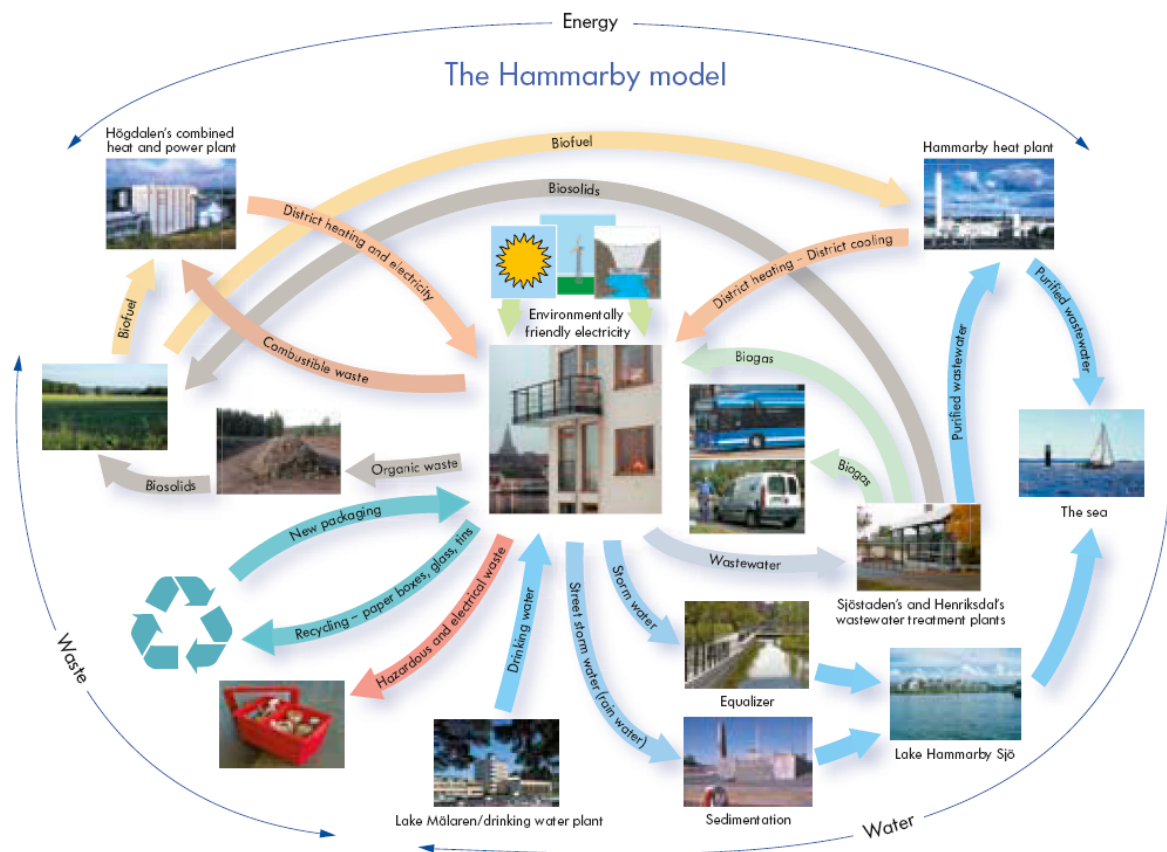 Energy
The Hammarby model
Högdalen's combined
heat and power plant
Hammarby heat plant
Biofuel
Biosolids
District heating and electricity
District heating – District cooling
Purified wastewater
Environmentally
friendly electricity
Biofuel
Combustible waste
Biogas
Purified wastewater
Organic waste
Biosolids
Biogas
The sea
New packaging
Wastewater
Recycling – paper boxes, glass, tins
Hazardous and electrical waste
Drinking water
Street storm water (rain water)
Storm water
Sjöstaden's and Henriksdal's
wastewater treatment plants
Waste
Equalizer
Lake Hammarby Sjö
Lake Mälaren/drinking water plant
Sedimentation
Water